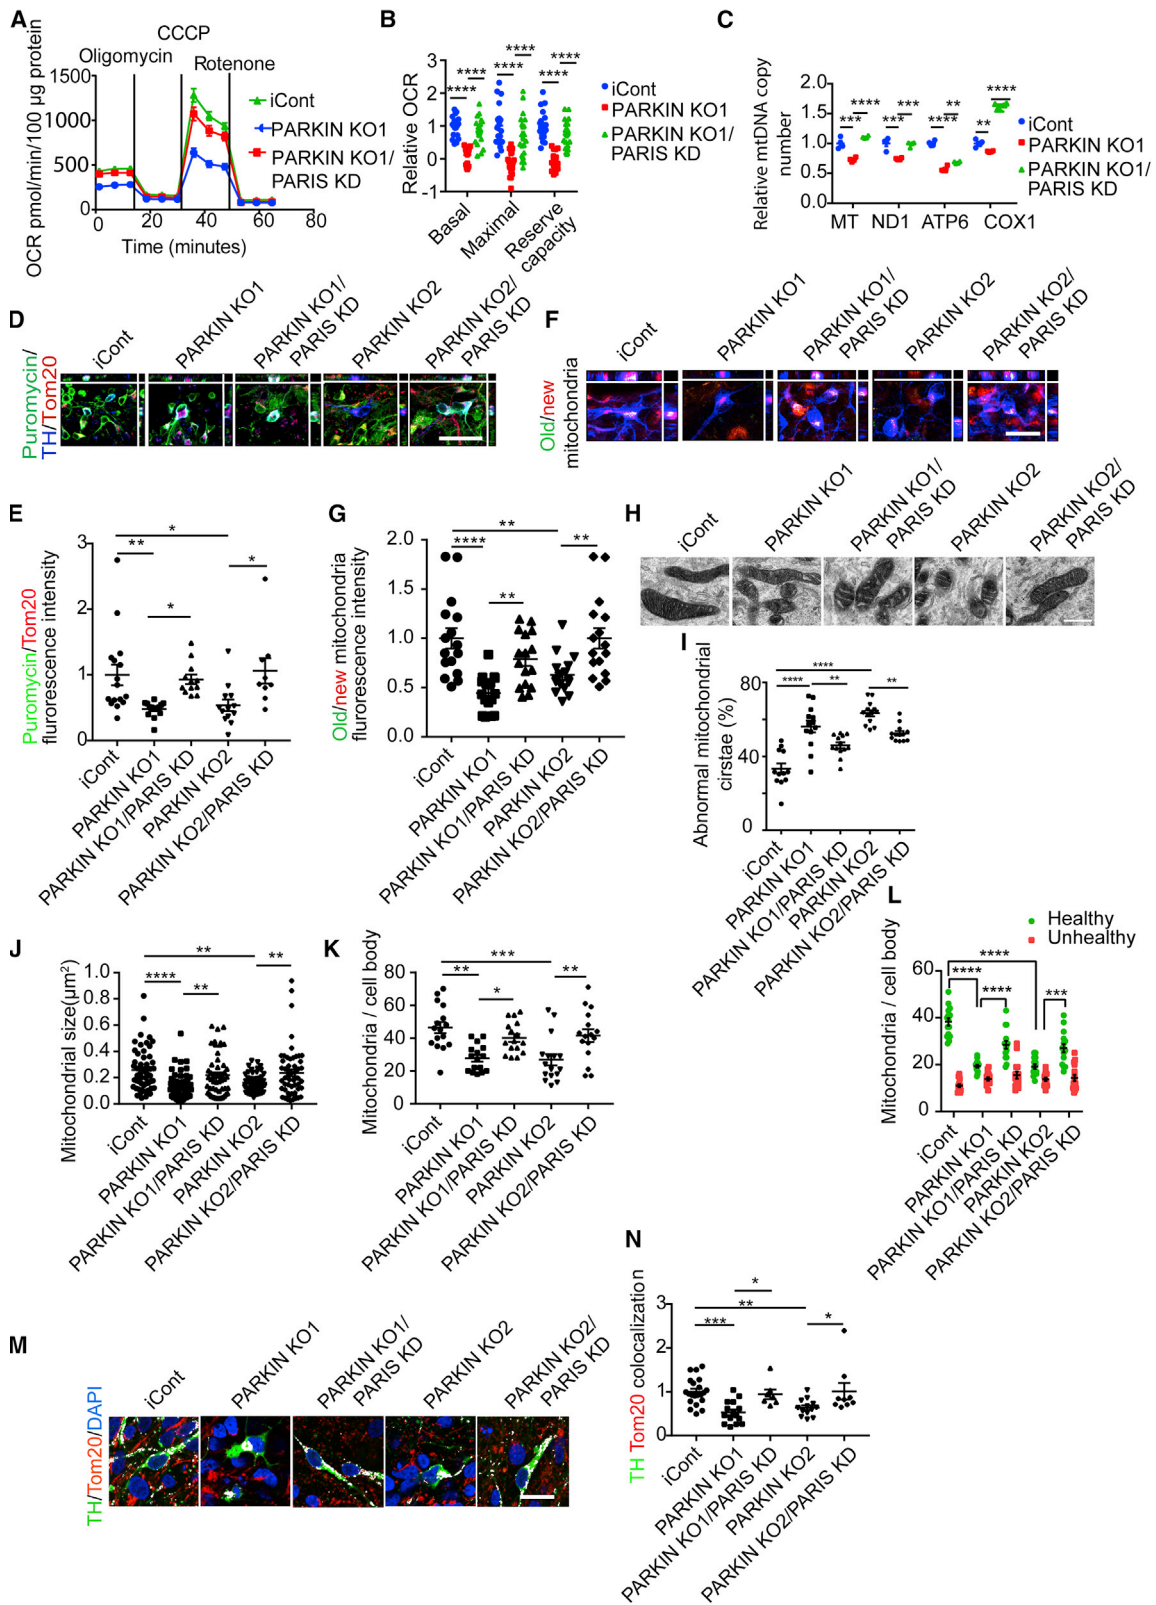 A
CCCP
Oligomycin
Rotenone
OCR pmol/min/100 µg protein
1500
1000
500
0
0 20 40 60 80
Time (minutes)
iCont
PARKIN KO1
PARKIN KO1/
PARIS KD
B
Relative OCR
3
2
1
0
-1
**** **** **** **** **** ****
Basal
Maximal
Reserve
capacity
iCont
PARKIN KO1
PARKIN KO1/
PARIS KD
C
Relative mtDNA copy
number
2.0
1.5
1.0
0.5
0.0
*** **** *** *** **** ** ** ****
MT ND1 ATP6 COX1
iCont
PARKIN KO1
PARKIN KO1/
PARIS KD
D
Puromycin/
TH/Tom20
iCont
PARKIN KO1
PARKIN KO1/
PARIS KD
PARKIN KO2
PARKIN KO2/
PARIS KD
F
Old/new
mitochondria
iCont
PARKIN KO1
PARKIN KO1/
PARIS KD
PARKIN KO2
PARKIN KO2/
PARIS KD
E
Puromycin/Tom20
flurorescence intensity
3
2
1
0
* ** * *
iCont
PARKIN KO1
PARKIN KO1/PARIS KD
PARKIN KO2
PARKIN KO2/PARIS KD
G
Old/new mitochondria
flurorescence intensity
2.0
1.5
1.0
0.5
0.0
** **** ** **
iCont
PARKIN KO1
PARKIN KO1/PARIS KD
PARKIN KO2
PARKIN KO2/PARIS KD
H
iCont
PARKIN KO1
PARKIN KO1/
PARIS KD
PARKIN KO2
PARKIN KO2/
PARIS KD
I
Abnormal mitochondrial
cirstae (%)
80
40
0
**** **** ** **
iCont
PARKIN KO1
PARKIN KO1/PARIS KD
PARKIN KO2
PARKIN KO2/PARIS KD
J
Mitochondrial size(µm²)
1.0
0.8
0.6
0.4
0.2
0.0
** **** ** **
iCont
PARKIN KO1
PARKIN KO1/PARIS KD
PARKIN KO2
PARKIN KO2/PARIS KD
K
Mitochondria / cell body
80
60
40
20
0
*** ** * **
iCont
PARKIN KO1
PARKIN KO1/PARIS KD
PARKIN KO2
PARKIN KO2/PARIS KD
L
Healthy
Unhealthy
Mitochondria / cell body
60
40
20
0
**** **** **** ***
iCont
PARKIN KO1
PARKIN KO1/PARIS KD
PARKIN KO2
PARKIN KO2/PARIS KD
M
TH/Tom20/DAPI
iCont
PARKIN KO1
PARKIN KO1/
PARIS KD
PARKIN KO2
PARKIN KO2/
PARIS KD
N
TH Tom20 colocalization
3
2
1
0
* ** *** *
iCont
PARKIN KO1
PARKIN KO1/PARIS KD
PARKIN KO2
PARKIN KO2/PARIS KD